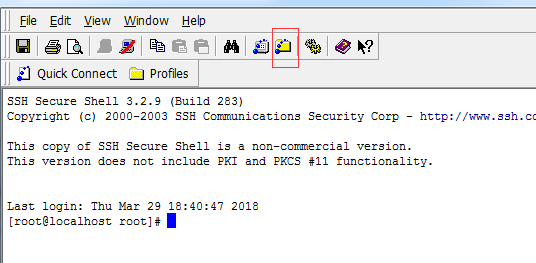 File Edit View Window Help
Quick Connect Profiles
SSH Secure Shell 3.2.9 (Build 283)
Copyright (c) 2000-2003 SSH Communications Security Corp - http://www.ssh.co
This copy of SSH Secure Shell is a non-commercial version.
This version does not include PKI and PKCS #11 functionality.
Last login: Thu Mar 29 18:40:47 2018
[root@localhost root]#